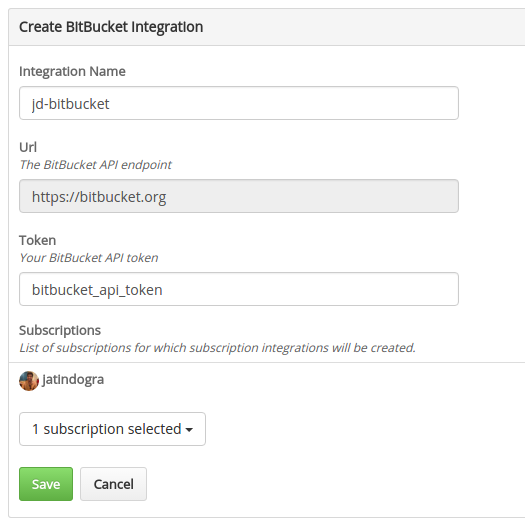 Create BitBucket Integration
Integration Name
jd-bitbucket
Url
The BitBucket API endpoint
https://bitbucket.org
Token
Your BitBucket API token
bitbucket_api_token
Subscriptions
List of subscriptions for which subscription integrations will be created.
jatindogra
1 subscription selected
Save Cancel